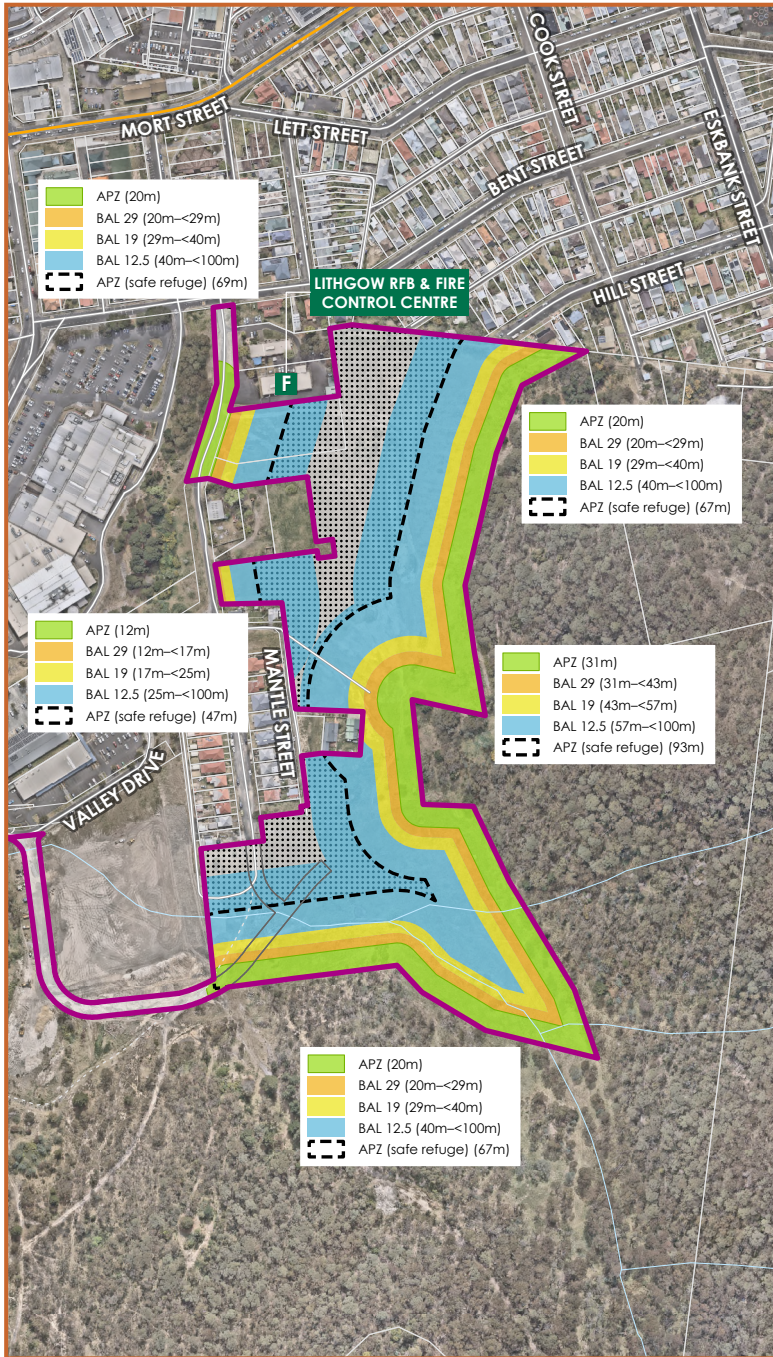 COOK STREET
ESKBANK STREET
MORT STREET
LETT STREET
BENT STREET
HILL STREET
APZ (20m)
BAL 29 (20m–<29m)
BAL 19 (29m–<40m)
BAL 12.5 (40m–<100m)
APZ (safe refuge) (69m)
LITHGOW RFB & FIRE
CONTROL CENTRE
F
APZ (20m)
BAL 29 (20m–<29m)
BAL 19 (29m–<40m)
BAL 12.5 (40m–<100m)
APZ (safe refuge) (67m)
APZ (12m)
BAL 29 (12m–<17m)
BAL 19 (17m–<25m)
BAL 12.5 (25m–<100m)
APZ (safe refuge) (47m)
MANTLE STREET
APZ (31m)
BAL 29 (31m–<43m)
BAL 19 (43m–<57m)
BAL 12.5 (57m–<100m)
APZ (safe refuge) (93m)
VALLEY DRIVE
APZ (20m)
BAL 29 (20m–<29m)
BAL 19 (29m–<40m)
BAL 12.5 (40m–<100m)
APZ (safe refuge) (67m)